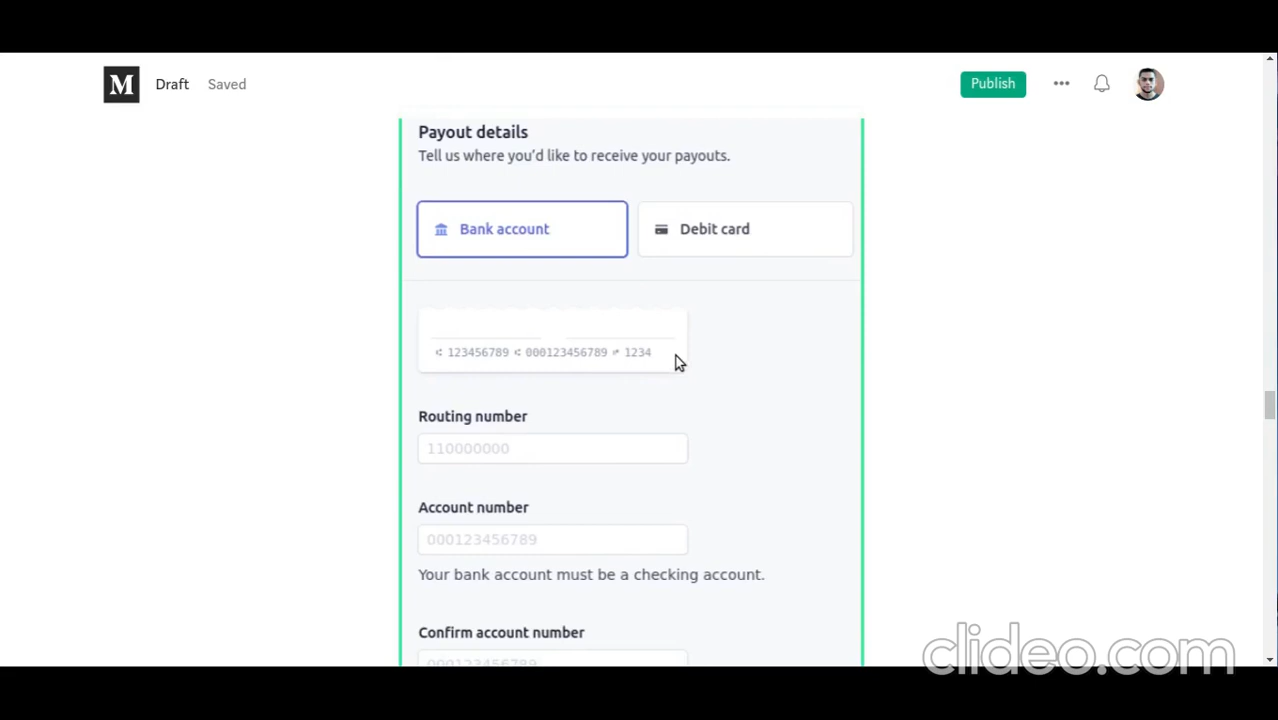 M Draft Saved Publish
Payout details
Tell us where you'd like to receive your payouts.
Bank account Debit card
⑆ 123456789 ⑆ 000123456789 ⑈ 1234
Routing number
110000000
Account number
000123456789
Your bank account must be a checking account.
Confirm account number
000123456789
clideo.com